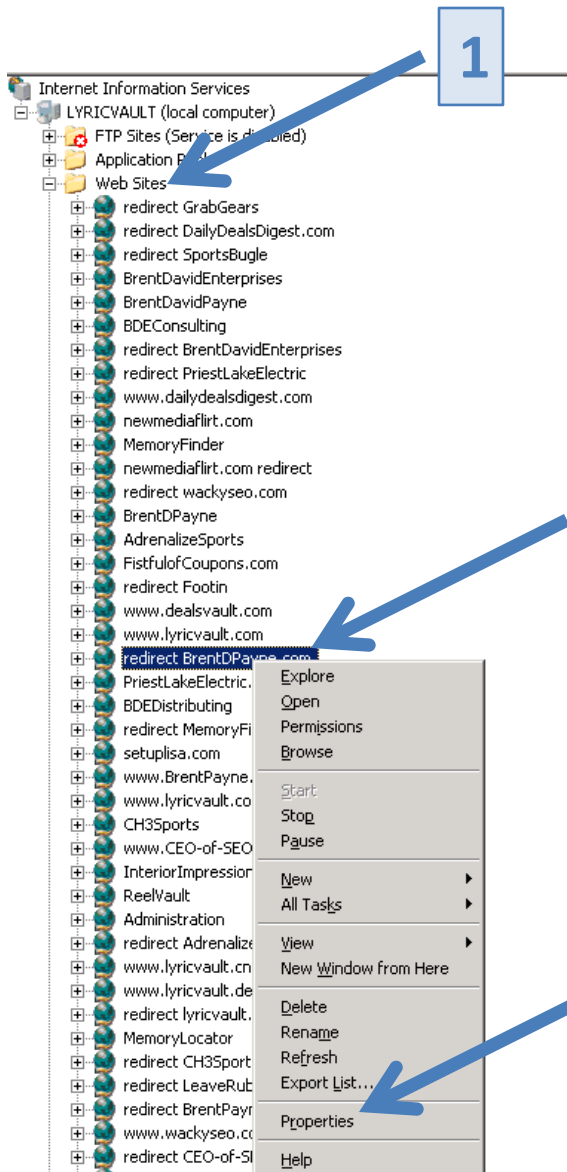 1
Internet Information Services
LYRICVAULT (local computer)
FTP Sites (Service is disabled)
Application
Web Sites
redirect GrabGears
redirect DailyDealsDigest.com
redirect SportsBugle
BrentDavidEnterprises
BrentDavidPayne
BDEConsulting
redirect BrentDavidEnterprises
redirect PriestLakeElectric
www.dailydealsdigest.com
newmediaflirt.com
MemoryFinder
newmediaflirt.com redirect
redirect wackyseo.com
BrentDPayne
AdrenalizeSports
FistfulofCoupons.com
redirect Footin
www.dealsvault.com
www.lyricvault.com
redirect BrentDPayne.com
PriestLakeElectric.
BDEDistributing
redirect MemoryFi
setuplisa.com
www.BrentPayne.
www.lyricvault.co
CH3Sports
www.CEO-of-SEO
InteriorImpression
ReelVault
Administration
redirect Adrenalize
www.lyricvault.cn
www.lyricvault.de
redirect lyricvault.
MemoryLocator
redirect CH3Sport
redirect LeaveRub
redirect BrentPayn
www.wackyseo.co
redirect CEO-of-S
Explore
Open
Permissions
Browse
Start
Stop
Pause
New
All Tasks
View
New Window from Here
Delete
Rename
Refresh
Export List...
Properties
Help